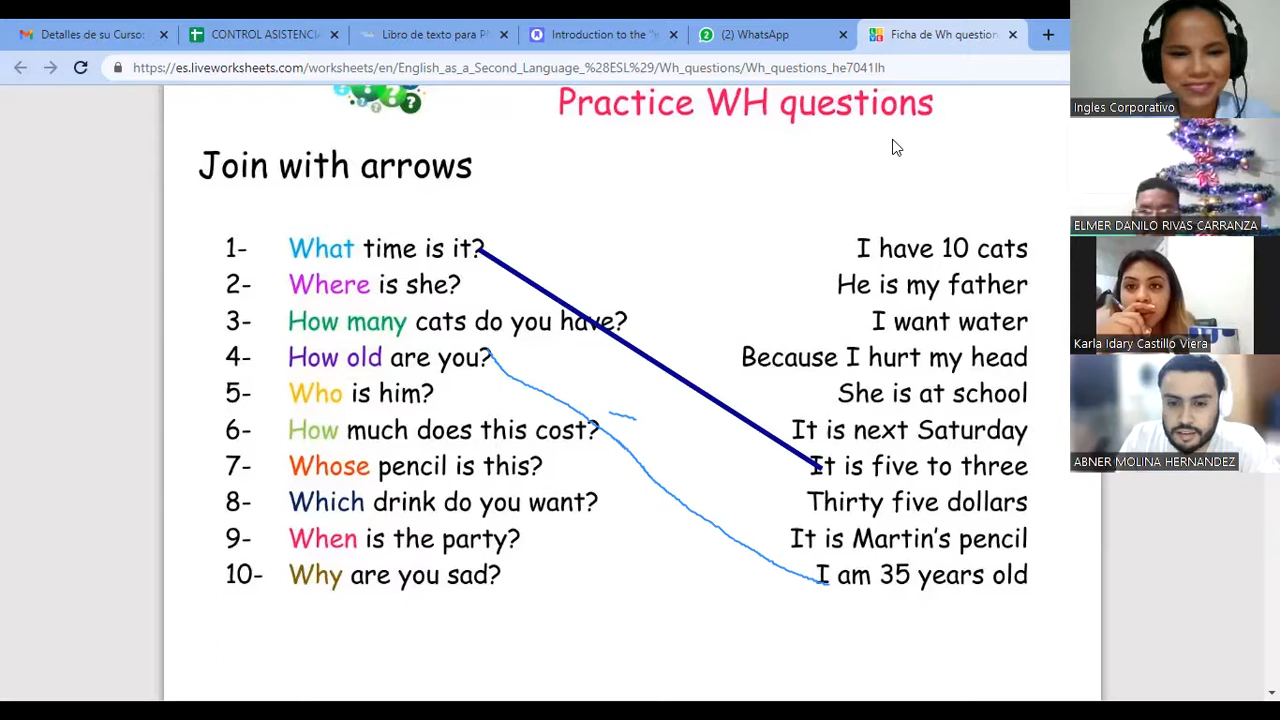 Detalles de su Curso:
CONTROL ASISTENCIA
Libro de texto para P
Introduction to the "
(2) WhatsApp
Ficha de Wh question
https://es.liveworksheets.com/worksheets/en/English_as_a_Second_Language_%28ESL%29/Wh_questions/Wh_questions_he7041lh
Practice WH questions
Join with arrows
1- What time is it? I have 10 cats
2- Where is she? He is my father
3- How many cats do you have? I want water
4- How old are you? Because I hurt my head
5- Who is him? She is at school
6- How much does this cost? It is next Saturday
7- Whose pencil is this? It is five to three
8- Which drink do you want? Thirty five dollars
9- When is the party? It is Martin's pencil
10- Why are you sad? I am 35 years old
Ingles Corporativo
ELMER DANILO RIVAS CARRANZA
Karla Idary Castillo Viera
ABNER MOLINA HERNANDEZ